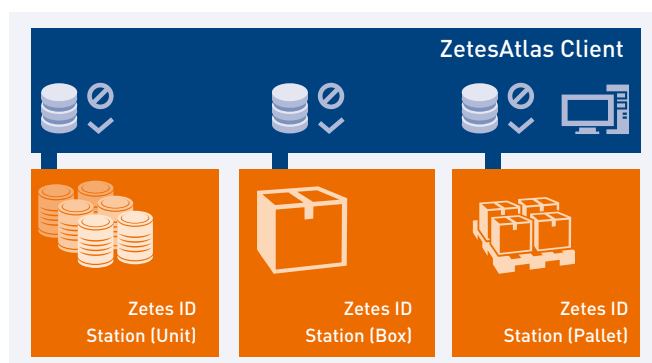 ZetesAtlas Client
Zetes ID
Station (Unit)
Zetes ID
Station (Box)
Zetes ID
Station (Pallet)